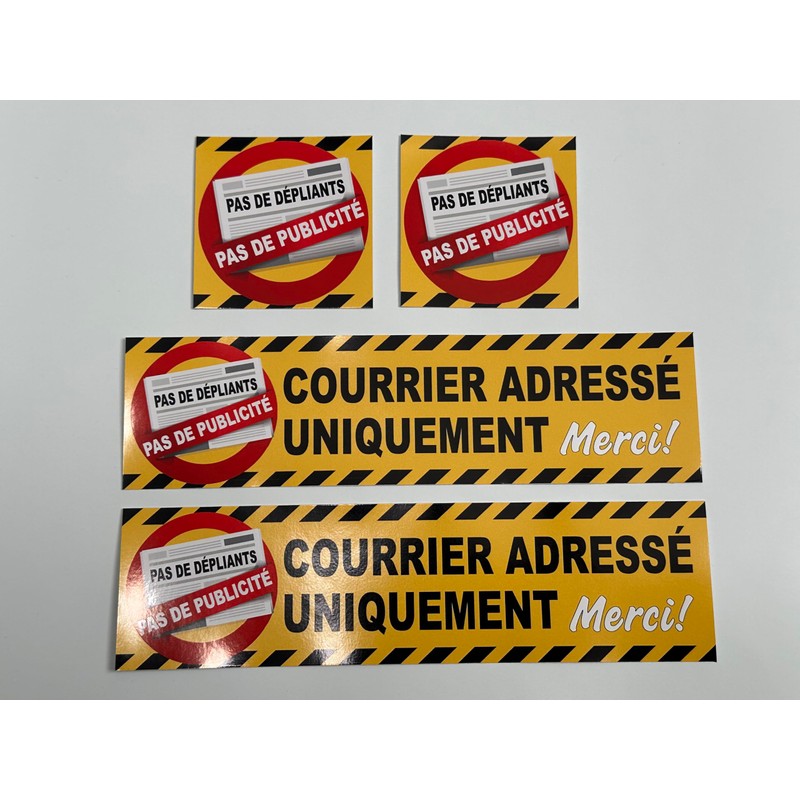 PAS DE DÉPLIANTS
PAS DE PUBLICITÉ
PAS DE DÉPLIANTS
PAS DE PUBLICITÉ
PAS DE DÉPLIANTS
PAS DE PUBLICITÉ
COURRIER ADRESSÉ
UNIQUEMENT Merci!
PAS DE DÉPLIANTS
PAS DE PUBLICITÉ
COURRIER ADRESSÉ
UNIQUEMENT Merci!